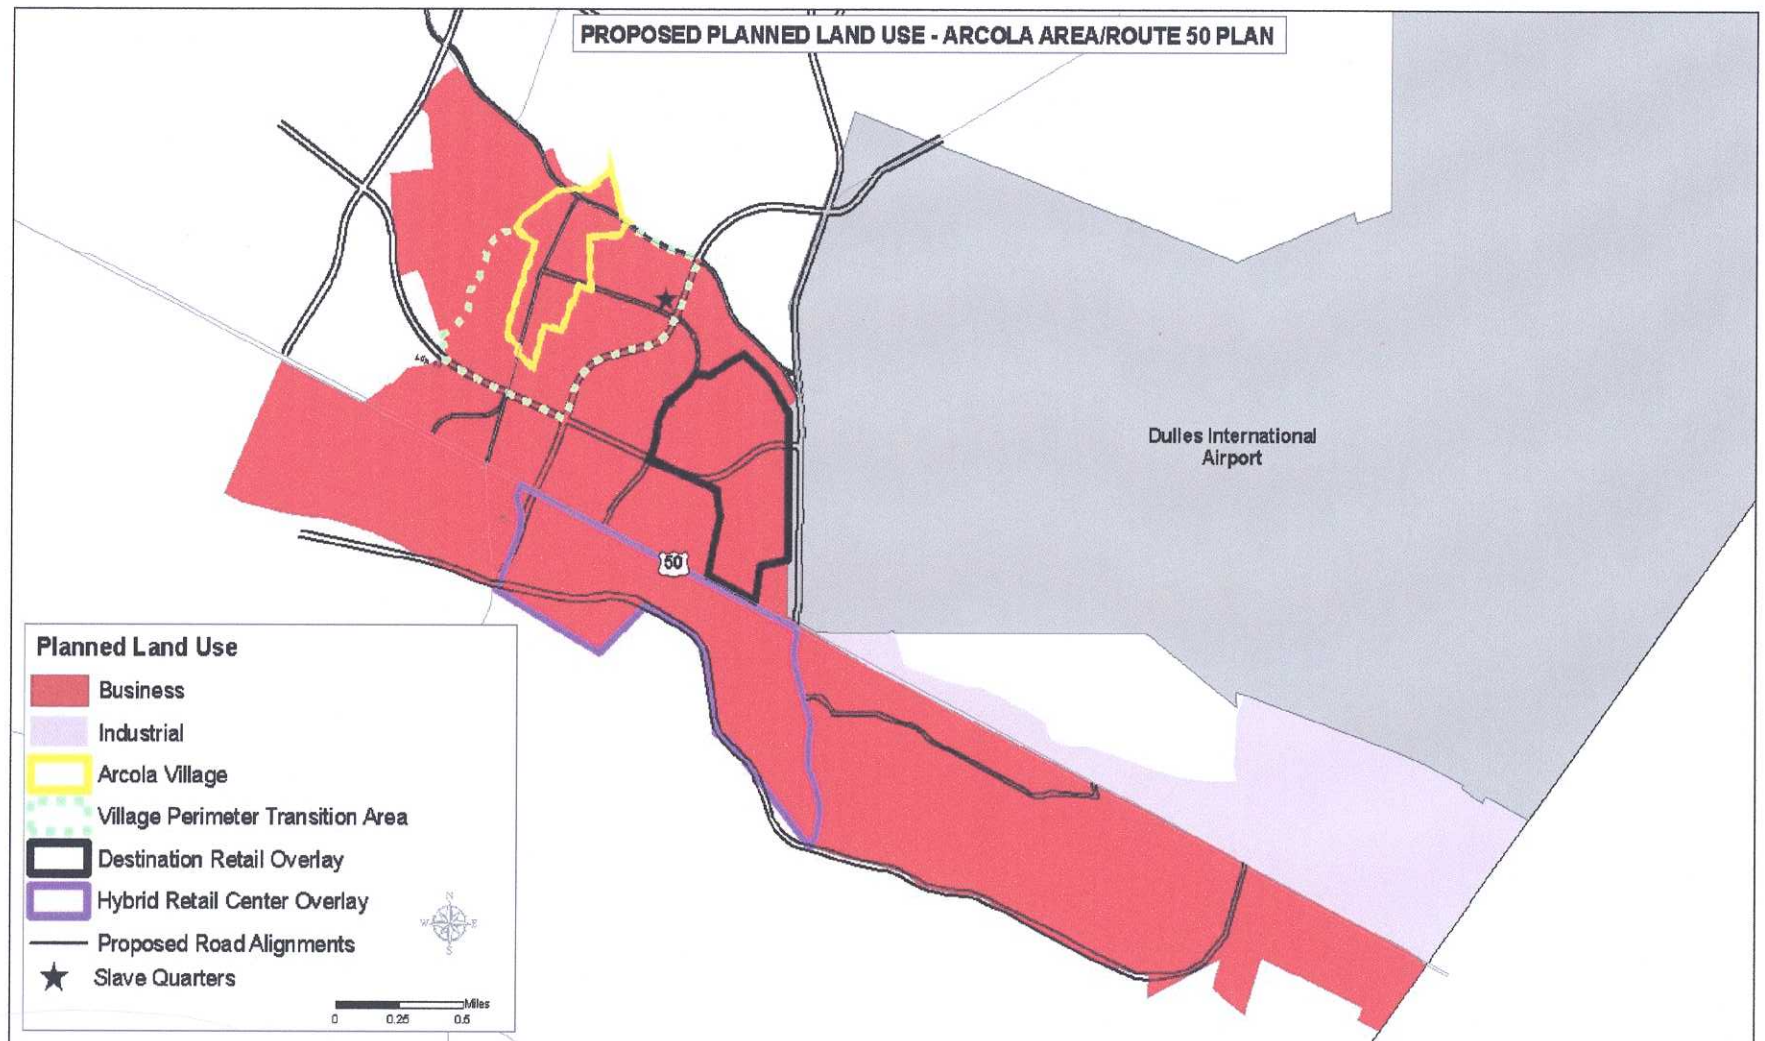 PROPOSED PLANNED LAND USE - ARCOLA AREA/ROUTE 50 PLAN
Dulles International
Airport
50
Planned Land Use
Business
Industrial
Arcola Village
Village Perimeter Transition Area
Destination Retail Overlay
Hybrid Retail Center Overlay
Proposed Road Alignments
Slave Quarters
N
W E
S
Miles
0 0.25 0.5